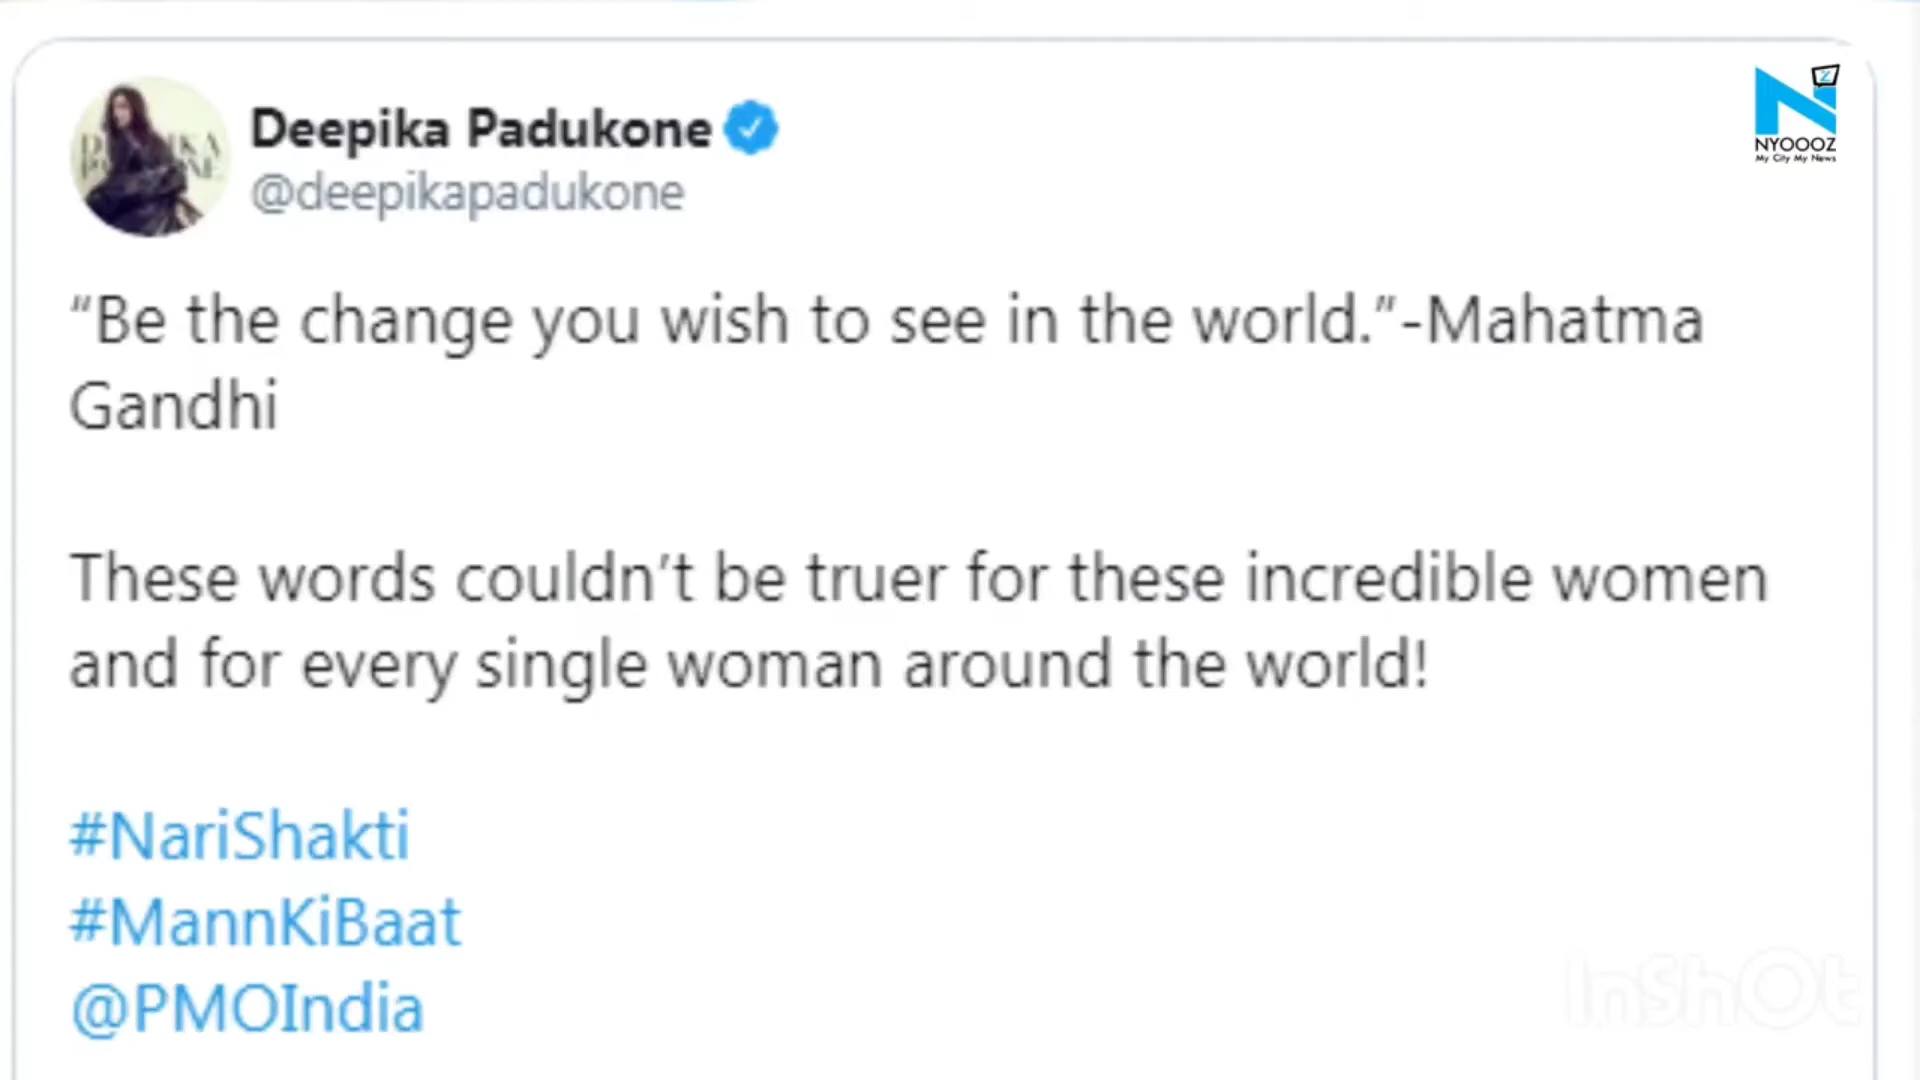 Deepika Padukone
@deepikapadukone
NYOOOZ
My City My News
“Be the change you wish to see in the world.”-Mahatma
Gandhi
These words couldn’t be truer for these incredible women
and for every single woman around the world!
#NariShakti
#MannKiBaat
@PMOIndia
InShOt